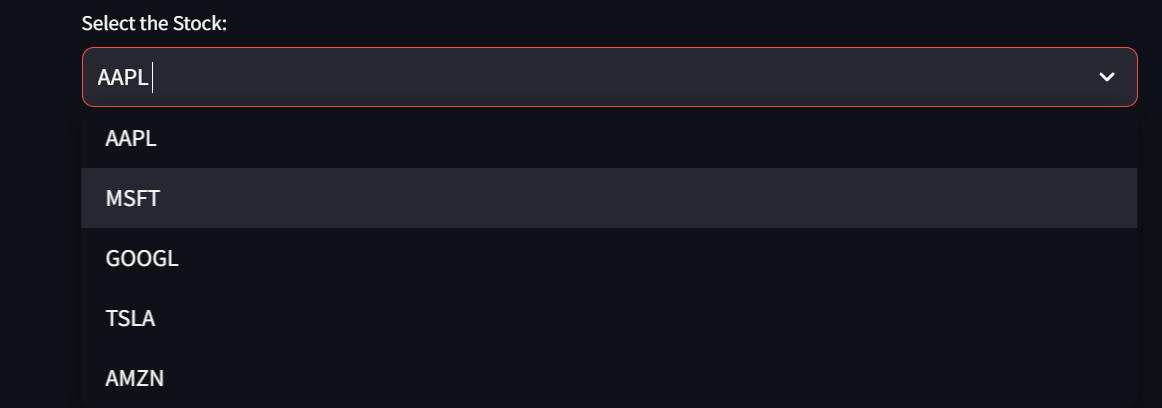 Select the Stock:
AAPL
AAPL
MSFT
GOOGL
TSLA
AMZN